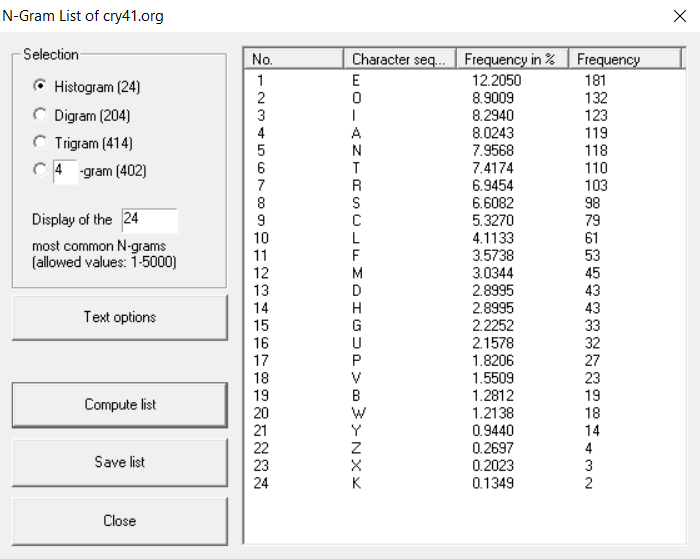 N-Gram List of cry41.org
Selection
Histogram (24)
Digram (204)
Trigram (414)
4 -gram (402)
Display of the 24
most common N-grams
(allowed values: 1-5000)
Text options
Compute list
Save list
Close
No. Character seq... Frequency in % Frequency
1 E 12.2050 181
2 O 8.9009 132
3 I 8.2940 123
4 A 8.0243 119
5 N 7.9568 118
6 T 7.4174 110
7 R 6.9454 103
8 S 6.6082 98
9 C 5.3270 79
10 L 4.1133 61
11 F 3.5738 53
12 M 3.0344 45
13 D 2.8995 43
14 H 2.8995 43
15 G 2.2252 33
16 U 2.1578 32
17 P 1.8206 27
18 V 1.5509 23
19 B 1.2812 19
20 W 1.2138 18
21 Y 0.9440 14
22 Z 0.2697 4
23 X 0.2023 3
24 K 0.1349 2